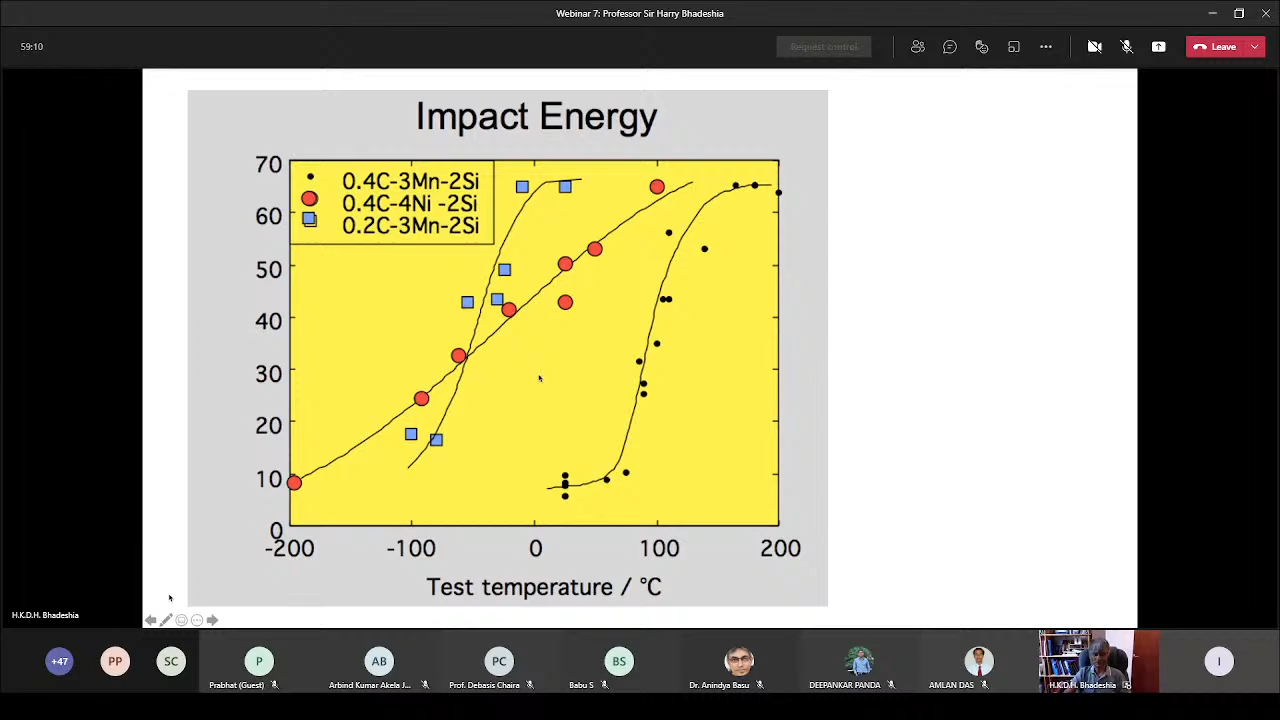 Webinar 7: Professor Sir Harry Bhadeshia
59:10
Request control
Leave
Impact Energy
70
60
50
40
30
20
10
0
0.4C-3Mn-2Si
0.4C-4Ni -2Si
0.2C-3Mn-2Si
-200 -100 0 100 200
Test temperature / °C
H.K.D.H. Bhadeshia
+47 PP SC P AB PC BS I
Prabhat (Guest) Arbind Kumar Akela J... Prof. Debasis Chaira Babu S Dr. Anindya Basu DEEPANKAR PANDA AMLAN DAS H.K.D.H. Bhadeshia